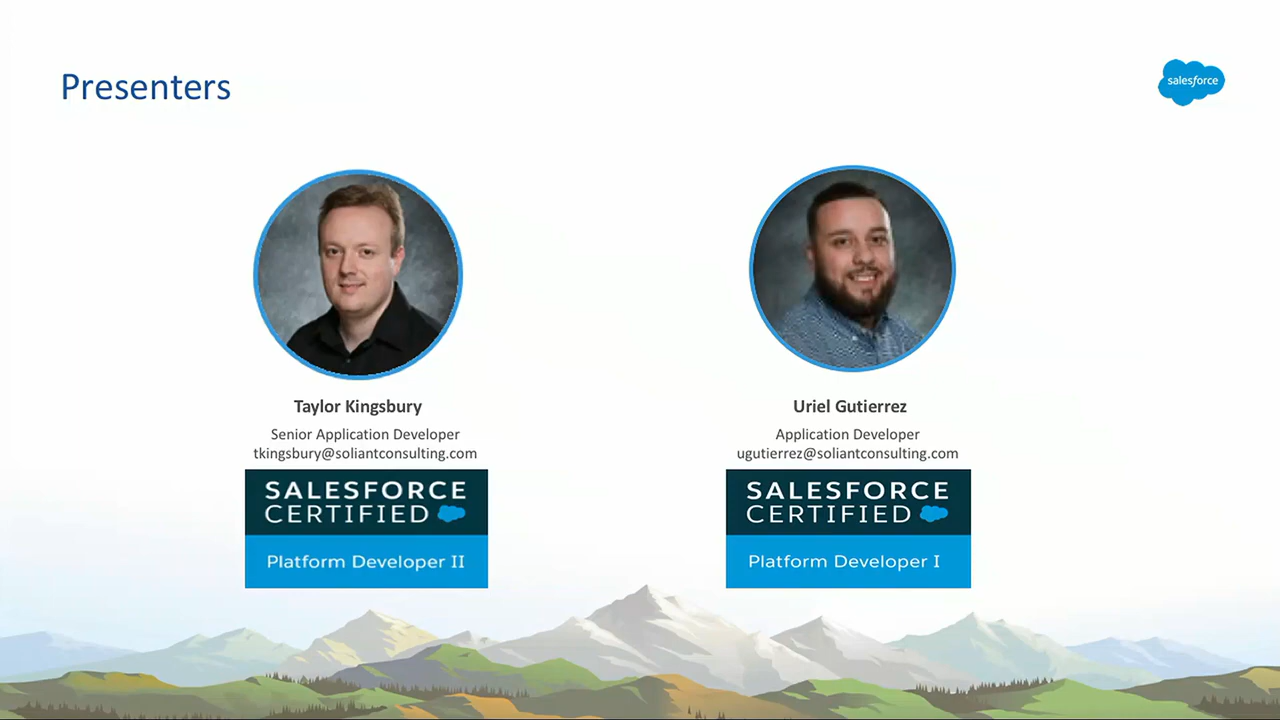 Presenters
salesforce
Taylor Kingsbury
Senior Application Developer
tkingsbury@soliantconsulting.com
SALESFORCE
CERTIFIED
Platform Developer II
Uriel Gutierrez
Application Developer
ugutierrez@soliantconsulting.com
SALESFORCE
CERTIFIED
Platform Developer I